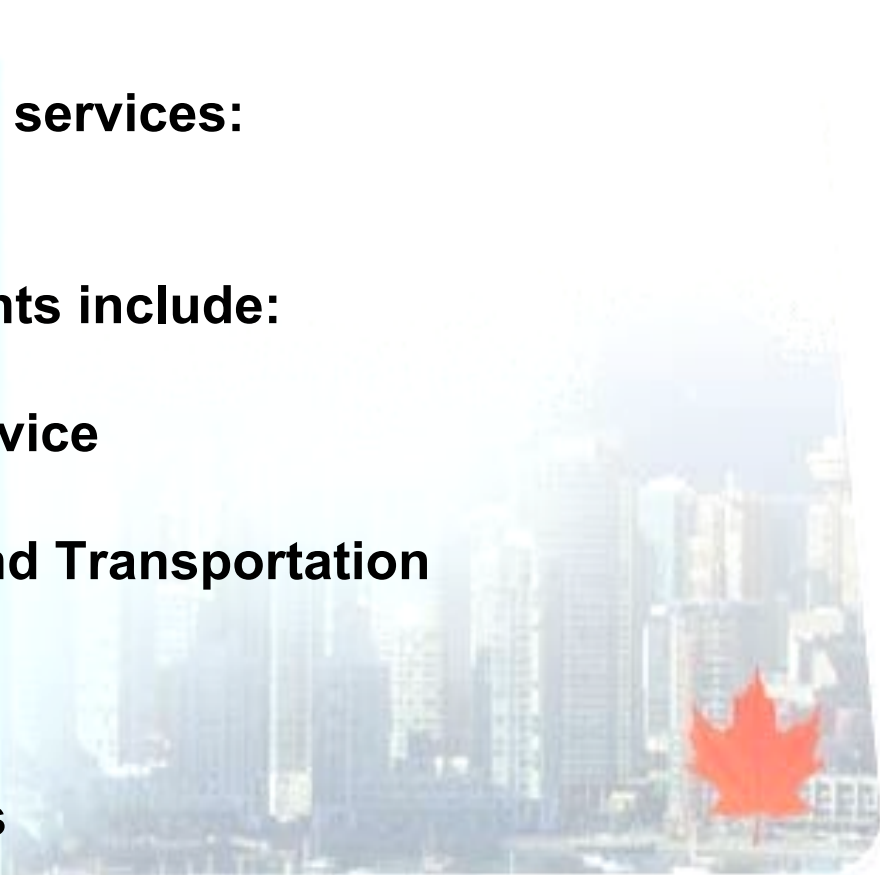 services:
nts include:
vice
nd Transportation
s